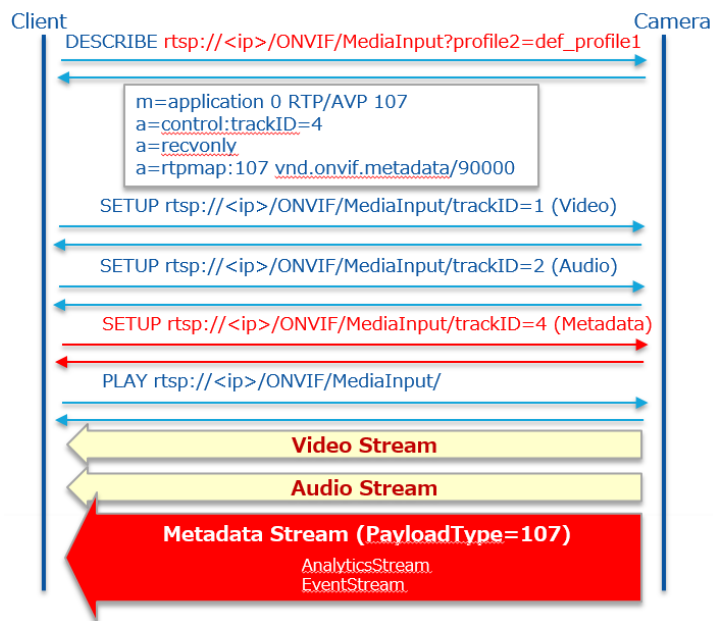 Client
Camera
DESCRIBE rtsp://<ip>/ONVIF/MediaInput?profile2=def_profile1
m=application 0 RTP/AVP 107
a=control:trackID=4
a=recvonly
a=rtpmap:107 vnd.onvif.metadata/90000
SETUP rtsp://<ip>/ONVIF/MediaInput/trackID=1 (Video)
SETUP rtsp://<ip>/ONVIF/MediaInput/trackID=2 (Audio)
SETUP rtsp://<ip>/ONVIF/MediaInput/trackID=4 (Metadata)
PLAY rtsp://<ip>/ONVIF/MediaInput/
Video Stream
Audio Stream
Metadata Stream (PayloadType=107)
AnalyticsStream
EventStream